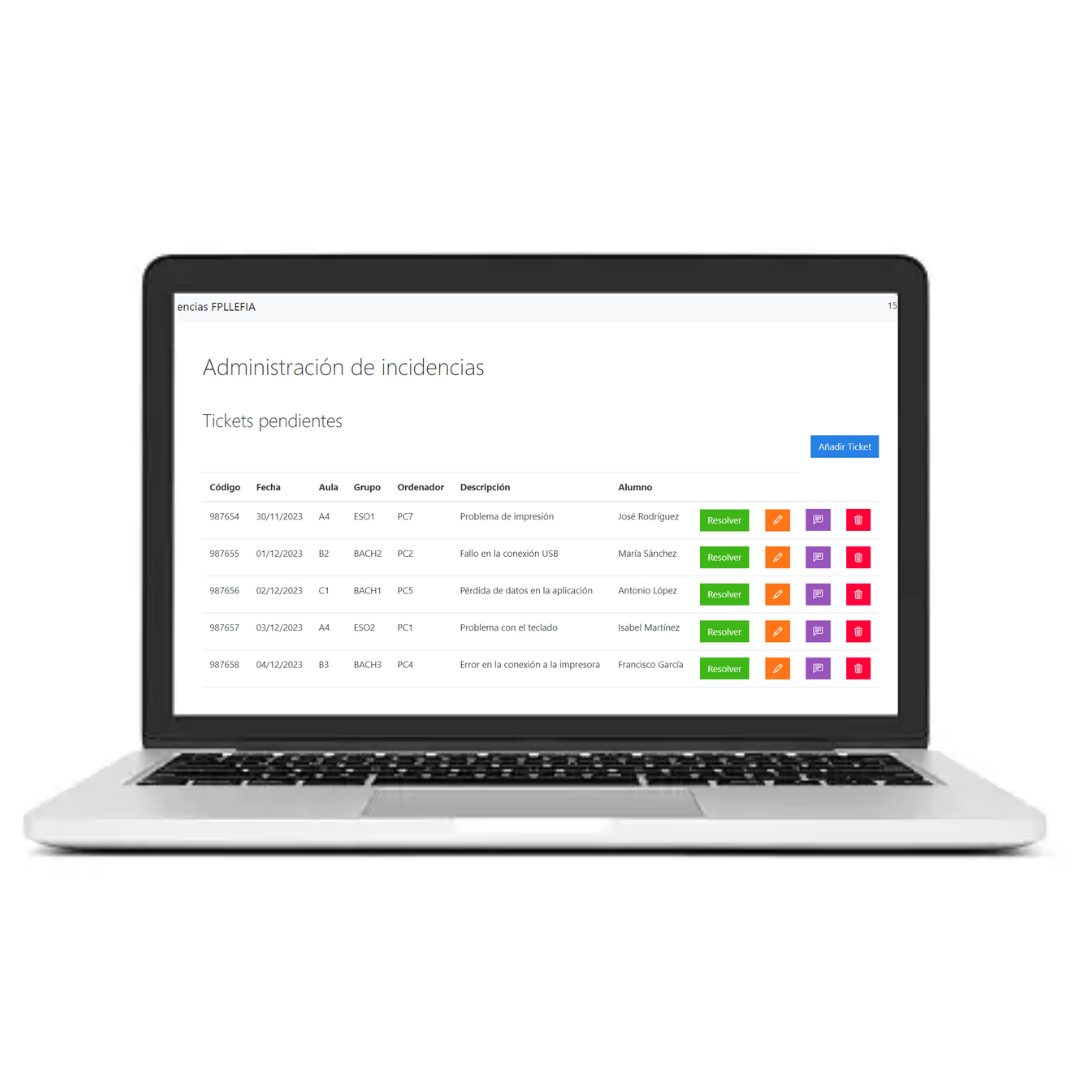 encias FPLLEFIA 15
Administración de incidencias
Tickets pendientes
Añadir Ticket
Código Fecha Aula Grupo Ordenador Descripción Alumno
987654 30/11/2023 A4 ESO1 PC7 Problema de impresión José Rodríguez Resolver
987655 01/12/2023 B2 BACH2 PC2 Fallo en la conexión USB María Sánchez Resolver
987656 02/12/2023 C1 BACH1 PC5 Pérdida de datos en la aplicación Antonio López Resolver
987657 03/12/2023 A4 ESO2 PC1 Problema con el teclado Isabel Martínez Resolver
987658 04/12/2023 B3 BACH3 PC4 Error en la conexión a la impresora Francisco García Resolver